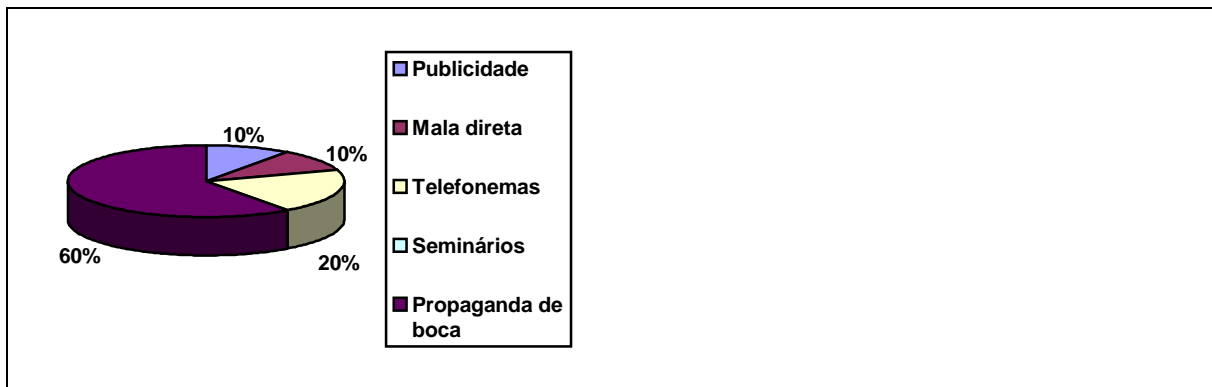 10%
10%
60%
20%
Publicidade
Mala direta
Telefonemas
Seminários
Propaganda de
boca